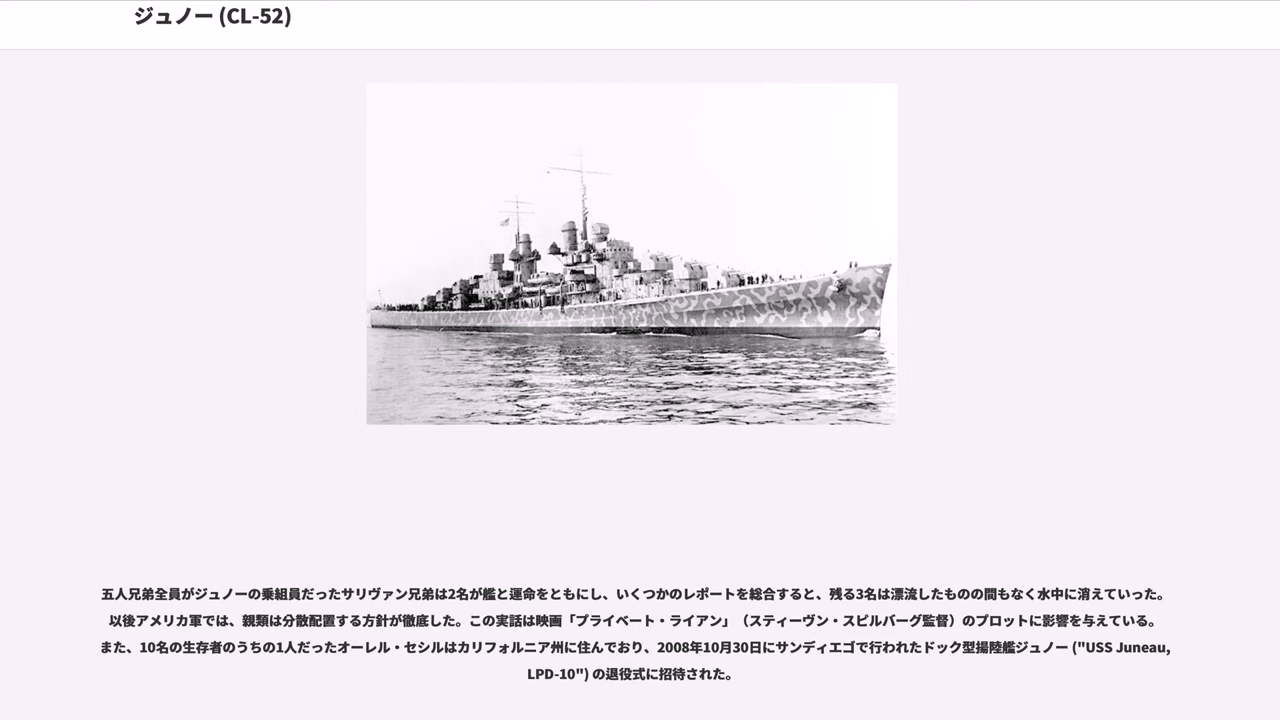 ジュノー (CL-52)
五人兄弟全員がジュノーの乗組員だったサリヴァン兄弟は2名が艦と運命をともにし、いくつかのレポートを総合すると、残る3名は漂流したものの間もなく水中に消えていった。
以後アメリカ軍では、親類は分散配置する方針が徹底した。この実話は映画「プライベート・ライアン」（スティーヴン・スピルバーグ監督）のプロットに影響を与えている。
また、10名の生存者のうちの1人だったオーレル・セシルはカリフォルニア州に住んでおり、2008年10月30日にサンディエゴで行われたドック型揚陸艦ジュノー ("USS Juneau,
LPD-10") の退役式に招待された。